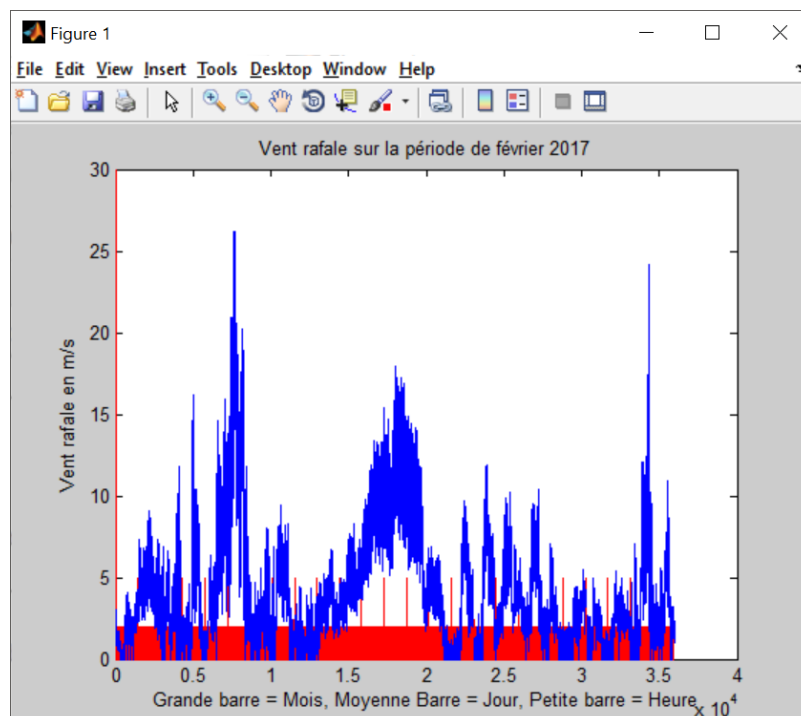 Figure 1
File Edit View Insert Tools Desktop Window Help
Vent rafale sur la période de février 2017
Vent rafale en m/s
30
25
20
15
10
5
0
0 0.5 1 1.5 2 2.5 3 3.5 4
x 10^4
Grande barre = Mois, Moyenne Barre = Jour, Petite barre = Heure